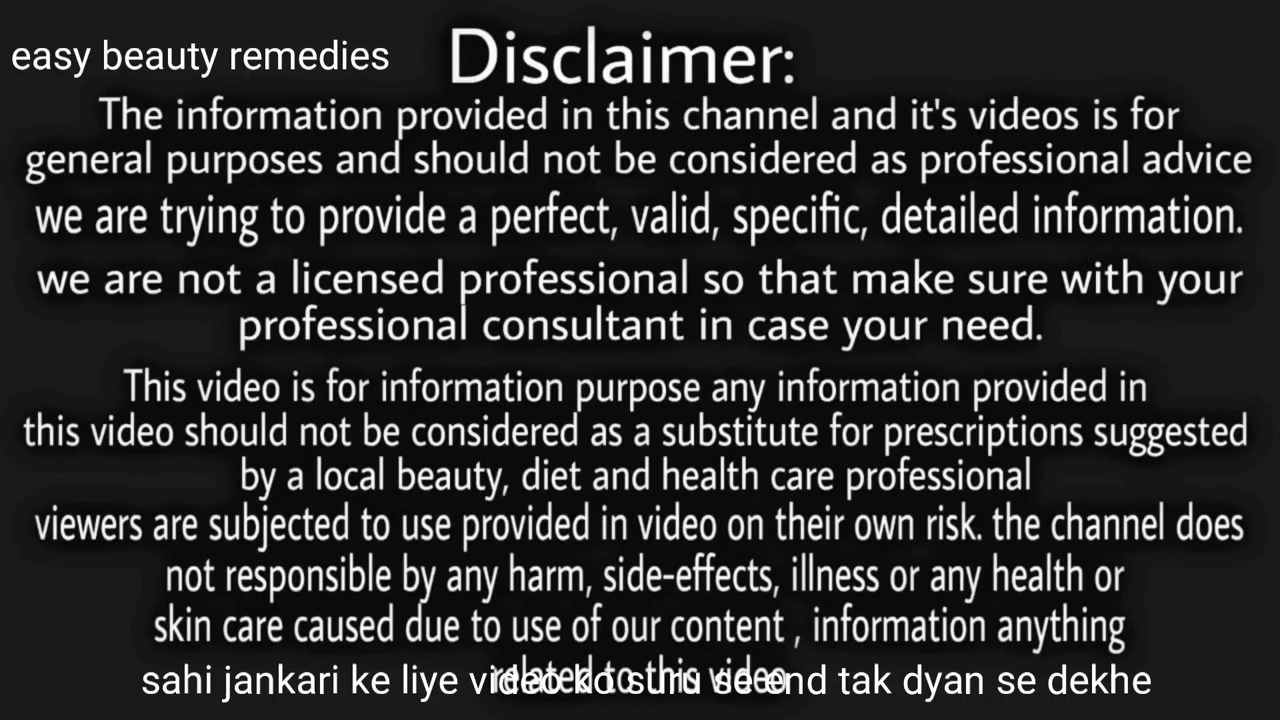 easy beauty remedies
Disclaimer:
The information provided in this channel and it's videos is for
general purposes and should not be considered as professional advice
we are trying to provide a perfect, valid, specific, detailed information.
we are not a licensed professional so that make sure with your
professional consultant in case your need.
This video is for information purpose any information provided in
this video should not be considered as a substitute for prescriptions suggested
by a local beauty, diet and health care professional
viewers are subjected to use provided in video on their own risk. the channel does
not responsible by any harm, side-effects, illness or any health or
skin care caused due to use of our content , information anything
related to this video
sahi jankari ke liye video ko suru se end tak dyan se dekhe